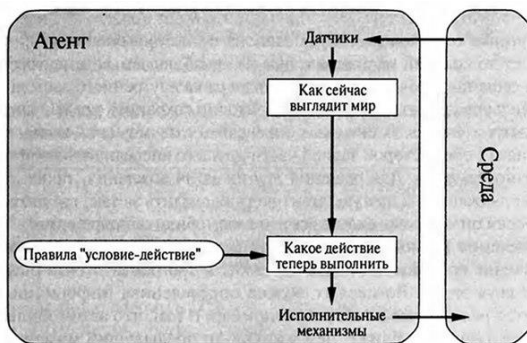 Агент
Датчики
Как сейчас
выглядит мир
Среда
Правила "условие-действие"
Какое действие
теперь выполнить
Исполнительные
механизмы